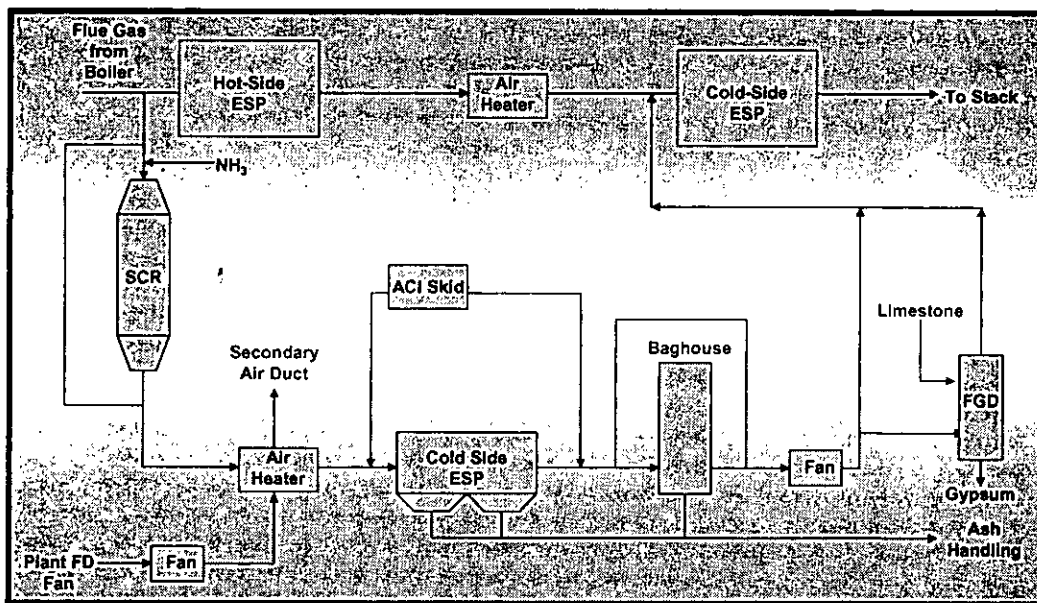 Flue Gas
from
Boiler
Hot-Side
ESP
Air
Heater
Cold-Side
ESP
To Stack
NH3
SCR
ACI Skid
Limestone
Secondary
Air Duct
Baghouse
FGD
Air
Heater
Cold Side
ESP
Fan
Gypsum
Ash
Handling
Plant FD
Fan
Fan